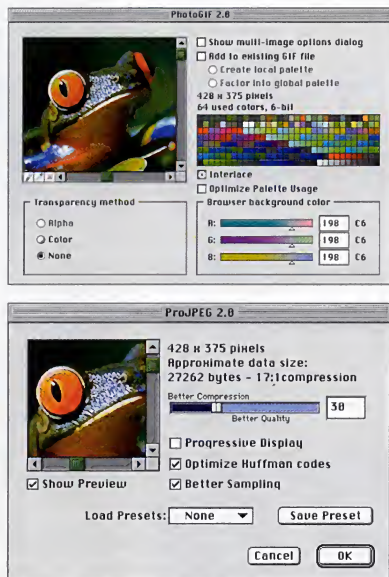 PhotoGIF 2.0
Show multi-image options dialog
Add to existing GIF file
Create local palette
Factor into global palette
428 x 375 pixels
64 used colors, 6-bit
Interlace
Optimize Palette Usage
Transparency method
Alpha
Color
None
Browser background color
R: 198 C6
G: 198 C6
B: 198 C6
ProJPEG 2.0
428 x 375 pixels
Approximate data size:
27262 bytes - 17:1compression
Better Compression
30
Better Quality
Progressive Display
Optimize Huffman codes
Show Preview
Better Sampling
Load Presets: None Save Preset
Cancel OK